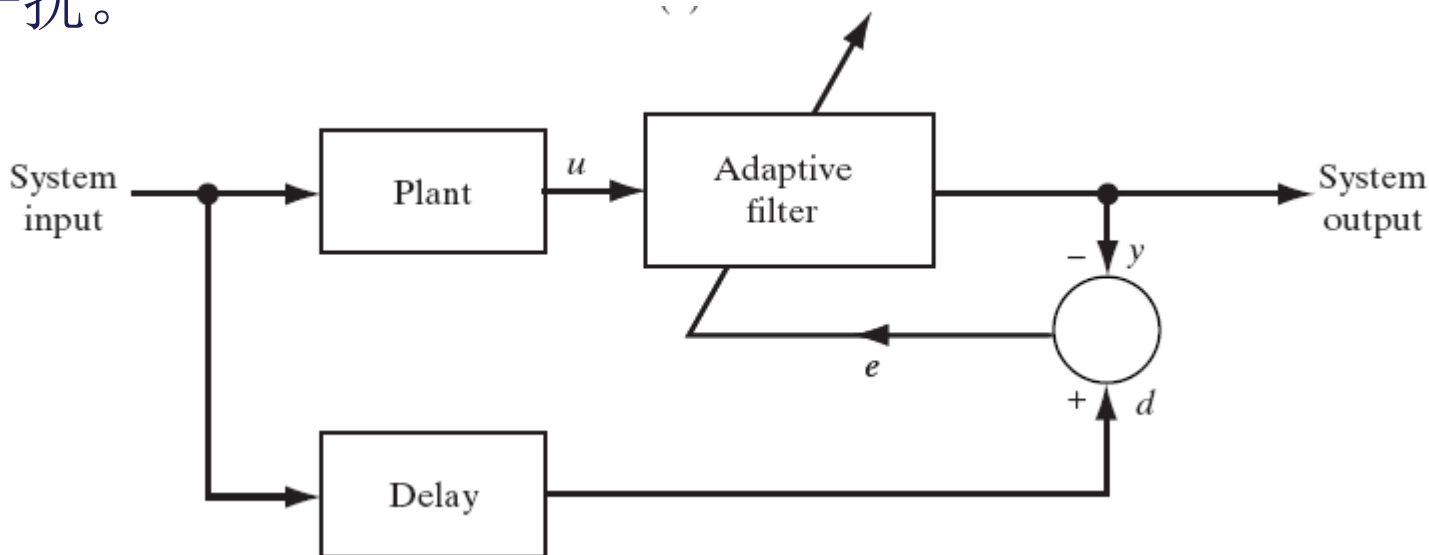 扰。
System
input
Plant
u
Adaptive
filter
System
output
− y
e
+ d
Delay